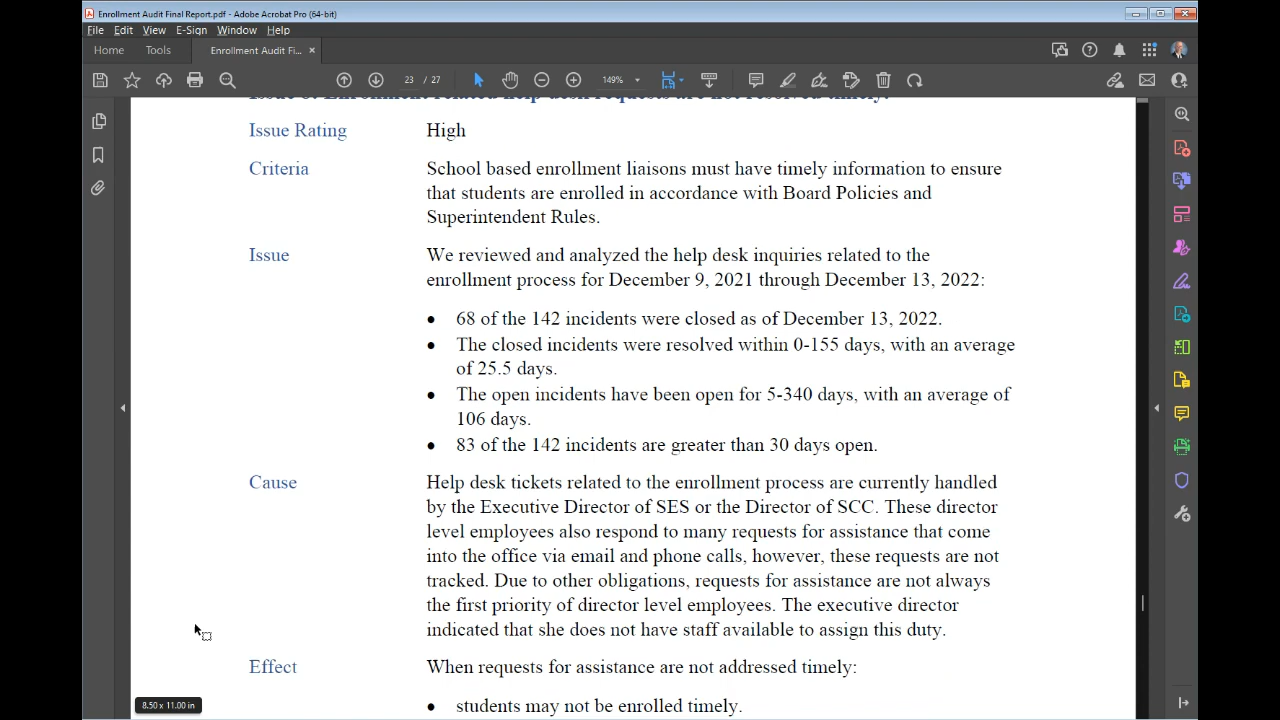 Enrollment Audit Final Report.pdf - Adobe Acrobat Pro (64-bit)
File Edit View E-Sign Window Help
Home Tools Enrollment Audit Fi... ×
23 / 27 149%
Issue 8: Enrollment related help desk requests are not resolved timely.
Issue Rating High
Criteria School based enrollment liaisons must have timely information to ensure
that students are enrolled in accordance with Board Policies and
Superintendent Rules.
Issue We reviewed and analyzed the help desk inquiries related to the
enrollment process for December 9, 2021 through December 13, 2022:
• 68 of the 142 incidents were closed as of December 13, 2022.
• The closed incidents were resolved within 0-155 days, with an average
of 25.5 days.
• The open incidents have been open for 5-340 days, with an average of
106 days.
• 83 of the 142 incidents are greater than 30 days open.
Cause Help desk tickets related to the enrollment process are currently handled
by the Executive Director of SES or the Director of SCC. These director
level employees also respond to many requests for assistance that come
into the office via email and phone calls, however, these requests are not
tracked. Due to other obligations, requests for assistance are not always
the first priority of director level employees. The executive director
indicated that she does not have staff available to assign this duty.
Effect When requests for assistance are not addressed timely:
• students may not be enrolled timely.
8.50 x 11.00 in